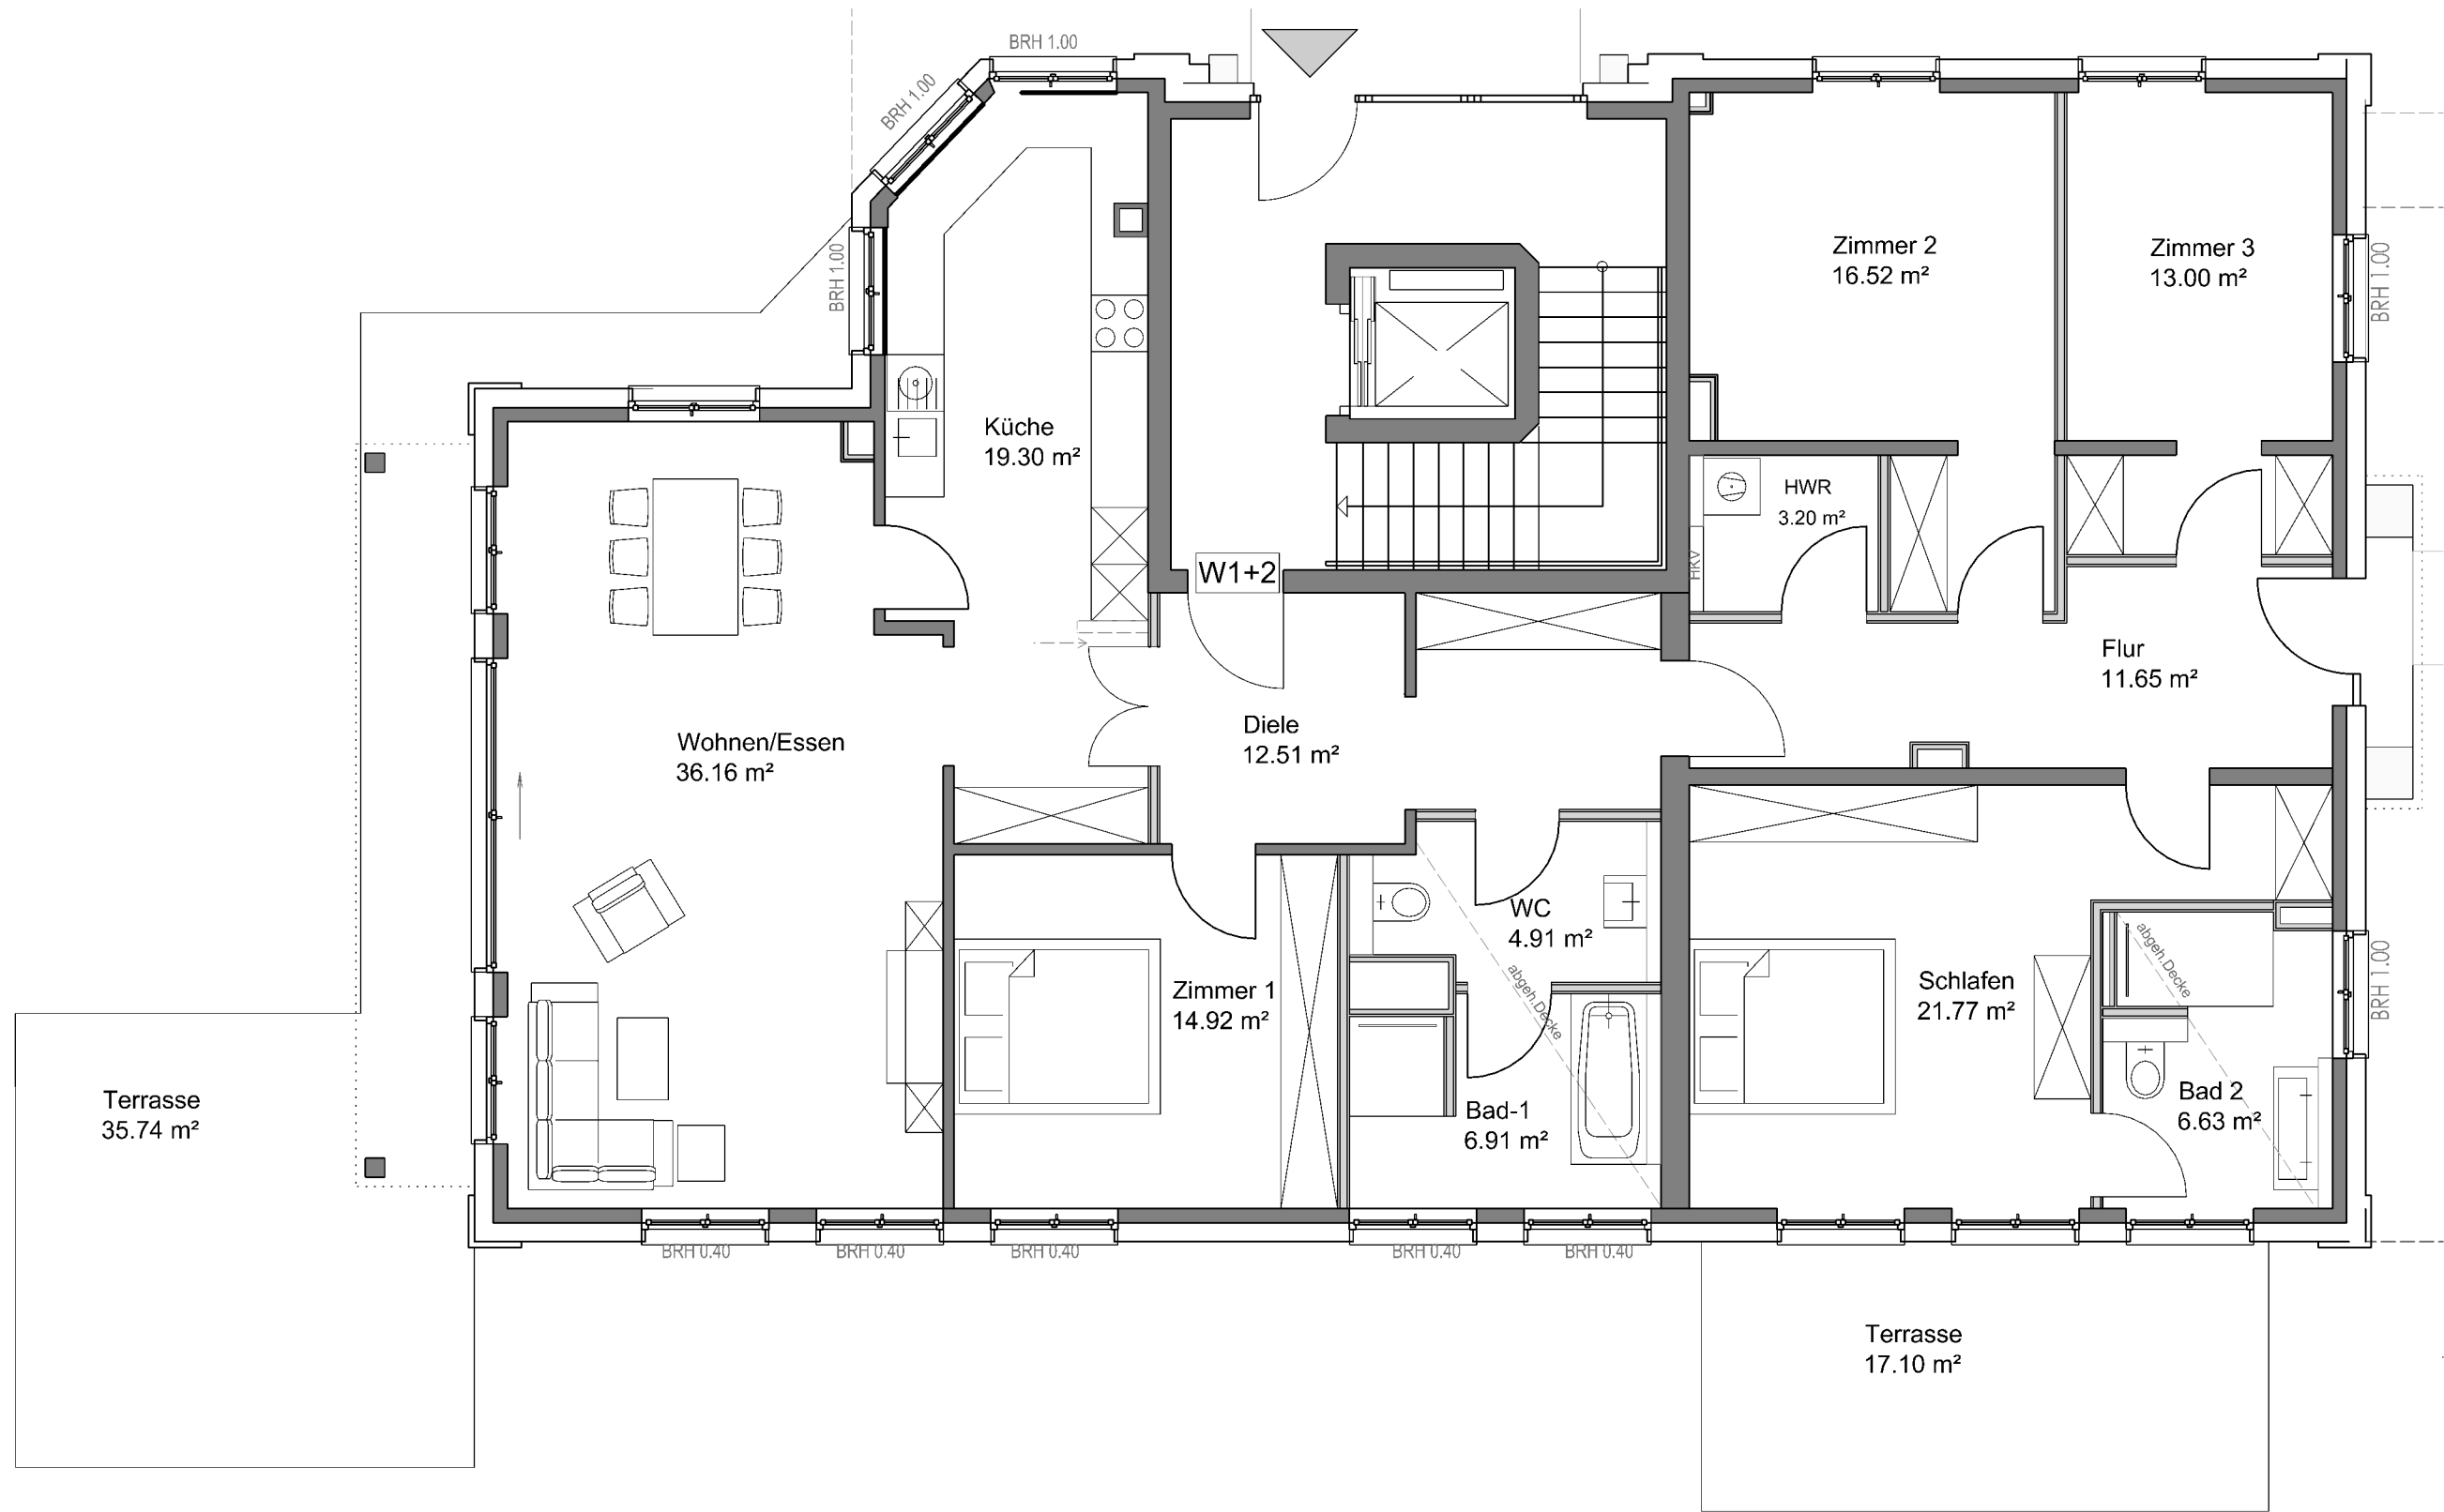 BRH 1.00
BRH 1.00
BRH 1.00
Zimmer 2
16.52 m²
Zimmer 3
13.00 m²
BRH 1.00
Küche
19.30 m²
HWR
3.20 m²
HKV
W1+2
Flur
11.65 m²
Wohnen/Essen
36.16 m²
Diele
12.51 m²
WC
4.91 m²
abgeh.Decke
Zimmer 1
14.92 m²
Schlafen
21.77 m²
abgeh.Decke
BRH 1.00
Terrasse
35.74 m²
Bad-1
6.91 m²
Bad 2
6.63 m²
BRH 0.40
BRH 0.40
BRH 0.40
BRH 0.40
BRH 0.40
Terrasse
17.10 m²